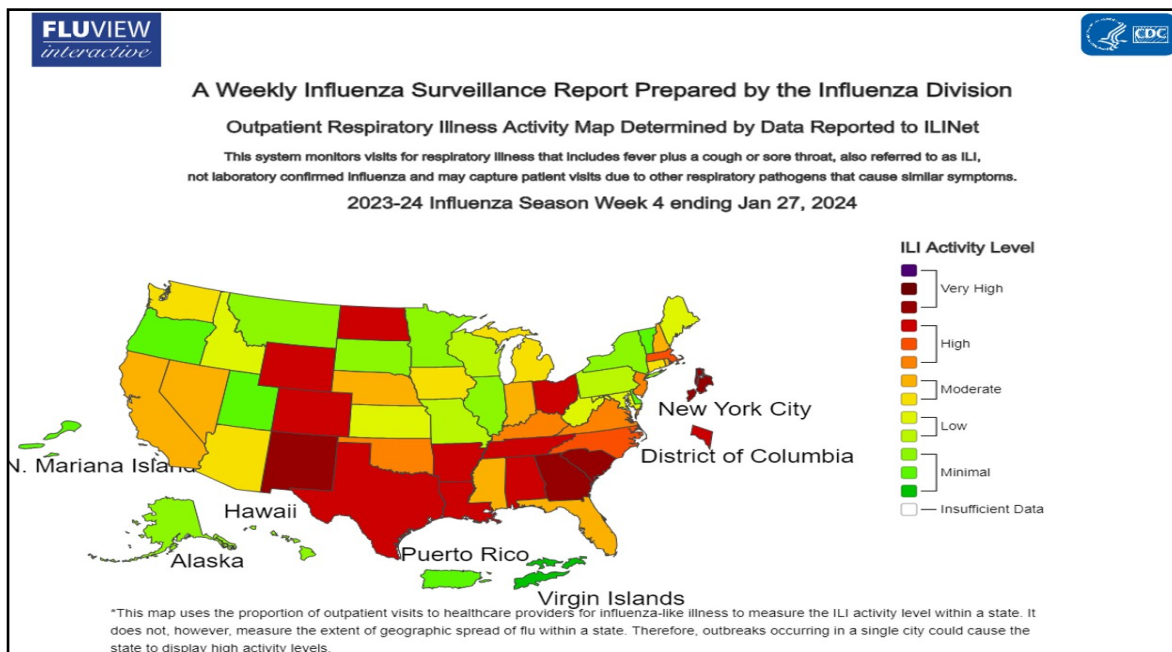 FLUVIEW
interactive
CDC
A Weekly Influenza Surveillance Report Prepared by the Influenza Division
Outpatient Respiratory Illness Activity Map Determined by Data Reported to ILINet
This system monitors visits for respiratory illness that includes fever plus a cough or sore throat, also referred to as ILI,
not laboratory confirmed influenza and may capture patient visits due to other respiratory pathogens that cause similar symptoms.
2023-24 Influenza Season Week 4 ending Jan 27, 2024
ILI Activity Level
Very High
High
Moderate
Low
Minimal
Insufficient Data
New York City
District of Columbia
N. Mariana Island
Hawaii
Alaska
Puerto Rico
Virgin Islands
*This map uses the proportion of outpatient visits to healthcare providers for influenza-like illness to measure the ILI activity level within a state. It
does not, however, measure the extent of geographic spread of flu within a state. Therefore, outbreaks occurring in a single city could cause the
state to display high activity levels.